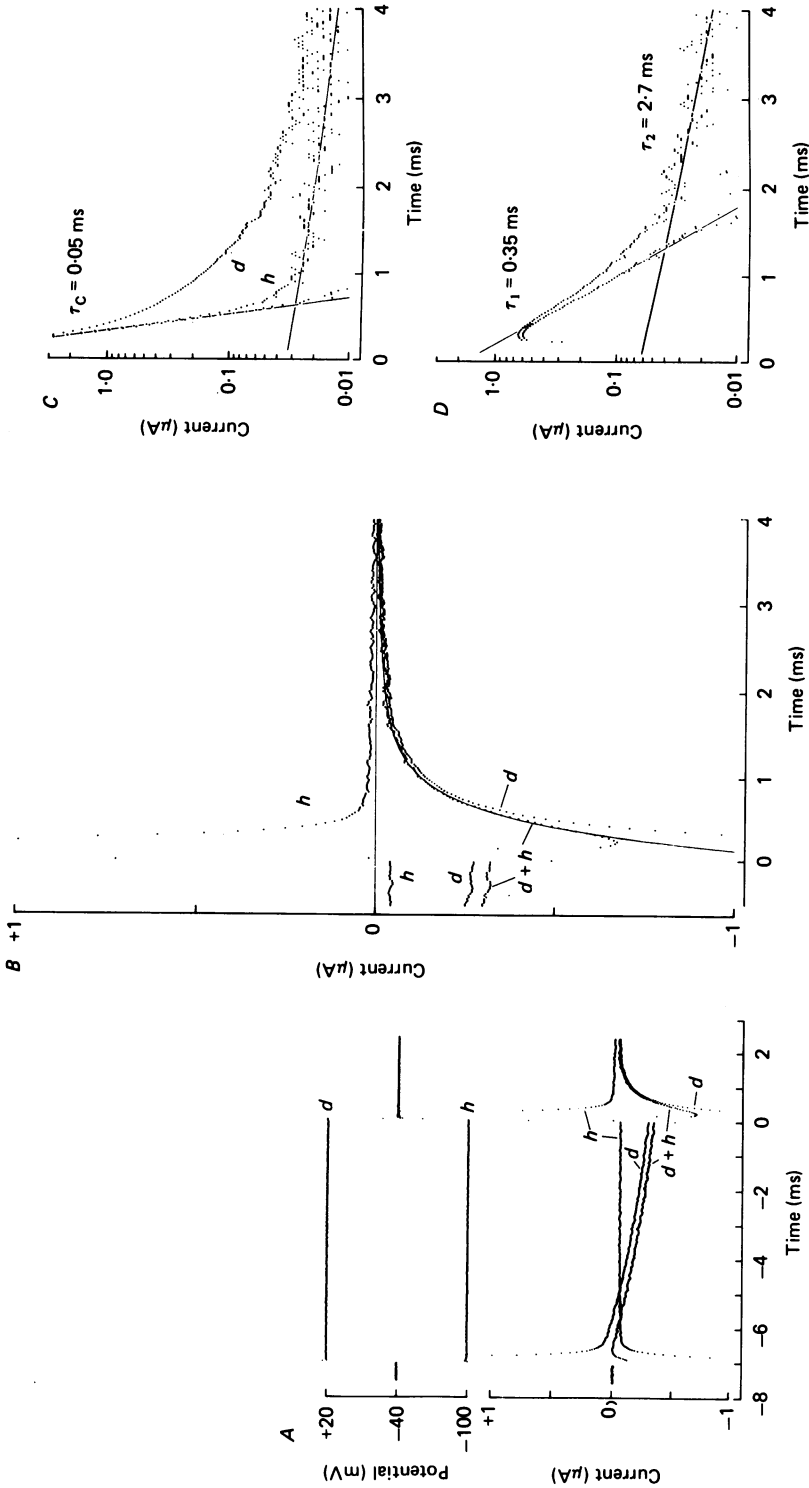 A
+20
−40
−100
Potential (mV)
d
h
+1
0
−1
Current (μA)
h
d
d + h
h
d
d + h
−8
−6
−4
−2
0
2
Time (ms)
B
+1
0
−1
Current (μA)
h
h
d
d + h
d
d + h
0
1
2
3
4
Time (ms)
C
1·0
0·1
0·01
Current (μA)
τC = 0·05 ms
d
h
0
1
2
3
4
Time (ms)
D
1·0
0·1
0·01
Current (μA)
τ1 = 0·35 ms
τ2 = 2·7 ms
0
1
2
3
4
Time (ms)